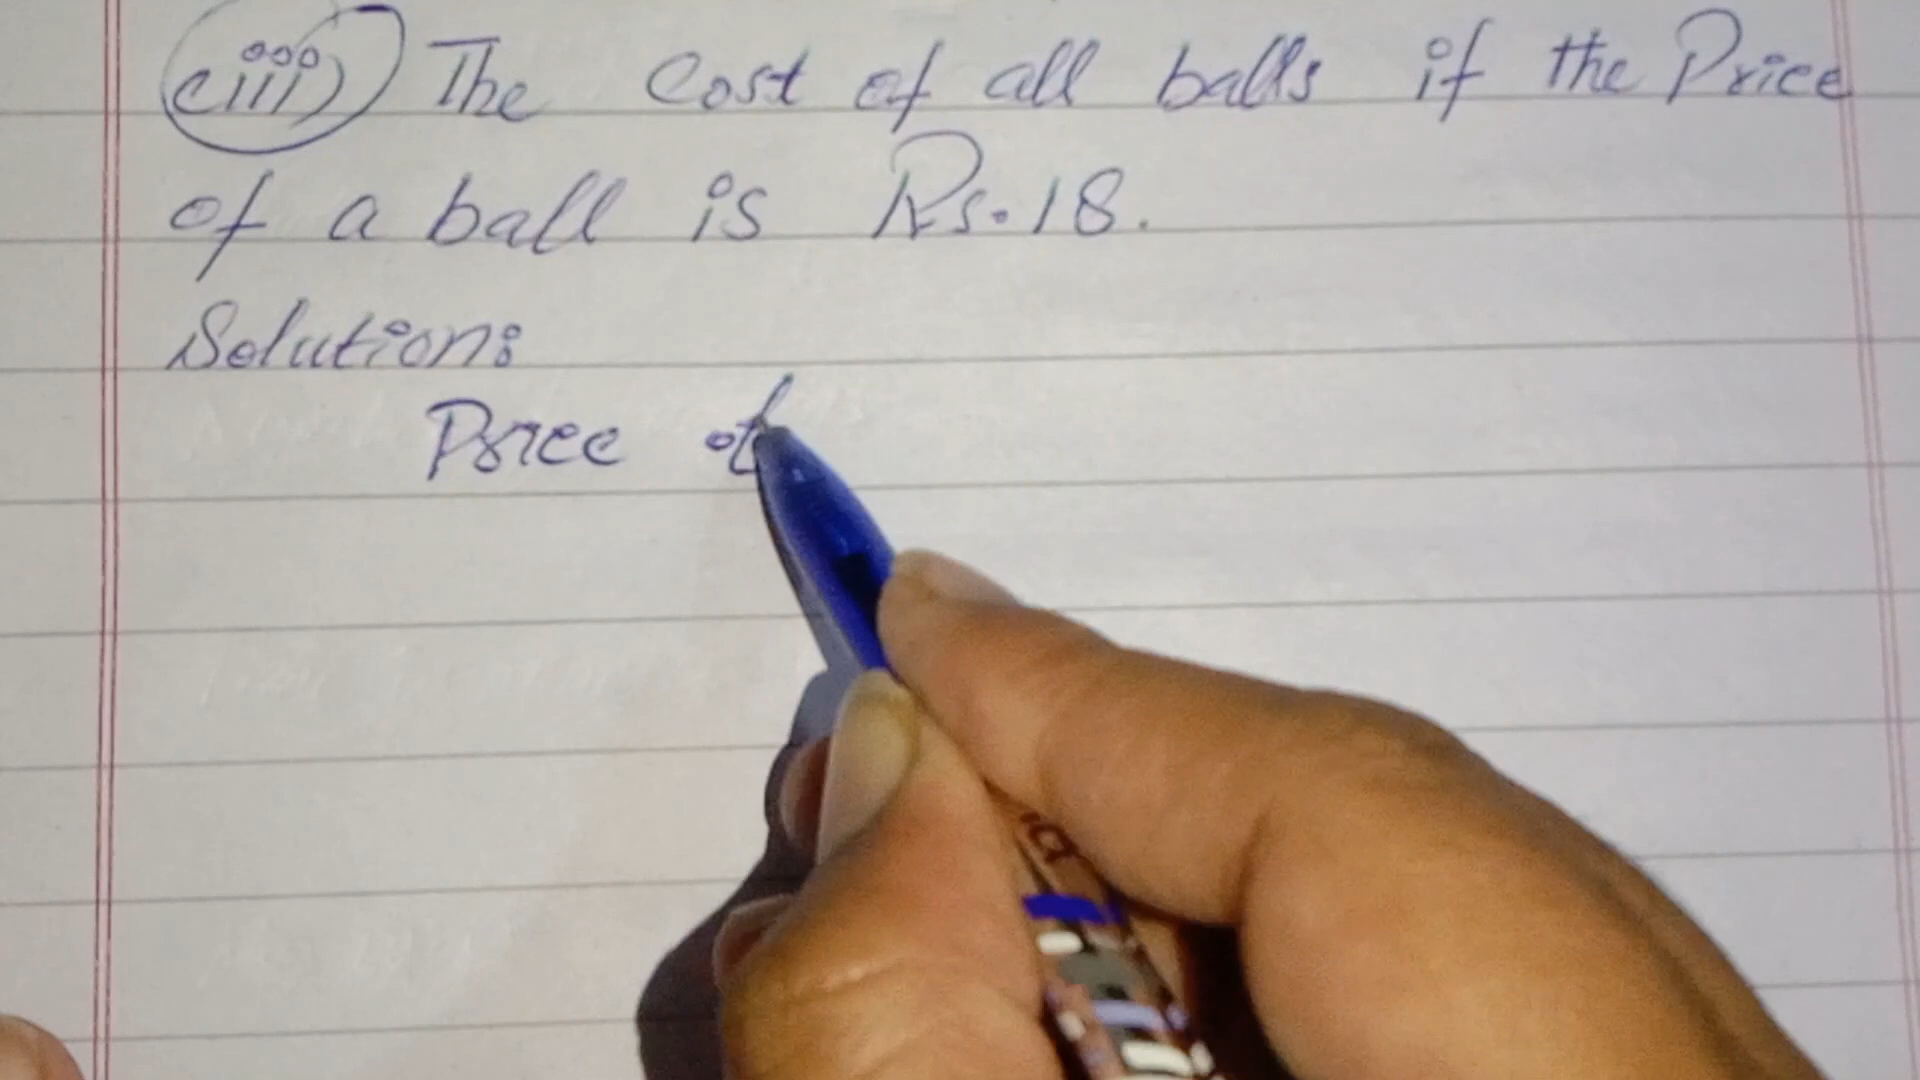 (iii) The Cost of all balls if the Price
of a ball is Rs.18.
Solution:
Price of